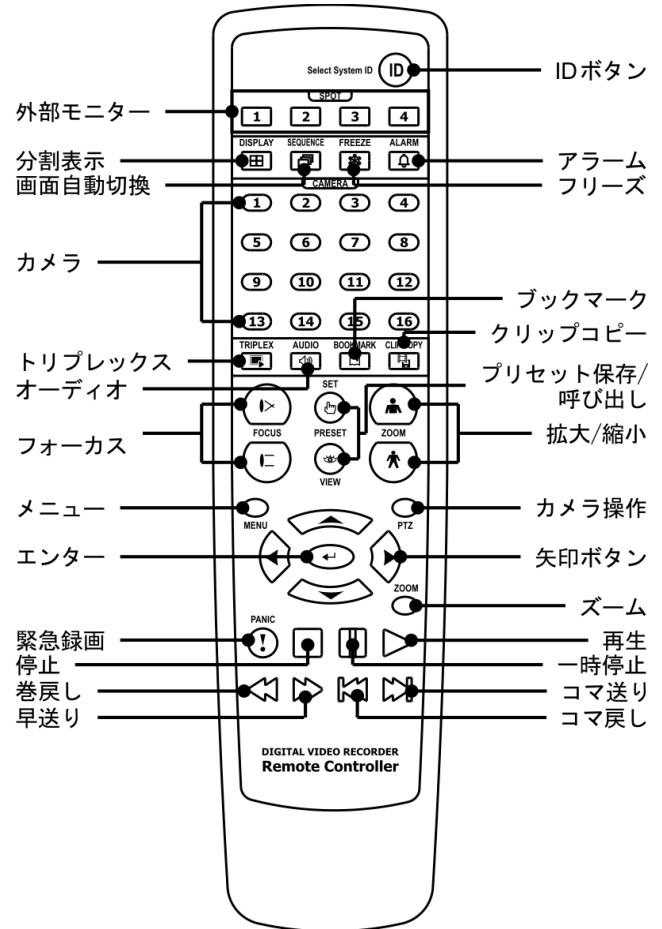 Select System ID
ID
IDボタン
外部モニター
SPOT
1 2 3 4
DISPLAY SEQUENCE FREEZE ALARM
分割表示
画面自動切換
アラーム
フリーズ
CAMERA
1 2 3 4
5 6 7 8
カメラ
9 10 11 12
13 14 15 16
ブックマーク
クリップコピー
TRIPLEX AUDIO BOOKMARK CLIP COPY
トリプレックス
オーディオ
プリセット保存/
呼び出し
SET
FOCUS PRESET ZOOM
フォーカス
拡大/縮小
VIEW
メニュー
MENU
PTZ
カメラ操作
エンター
矢印ボタン
ZOOM
ズーム
PANIC
緊急録画
停止
再生
一時停止
巻戻し
早送り
コマ送り
コマ戻し
DIGITAL VIDEO RECORDER
Remote Controller